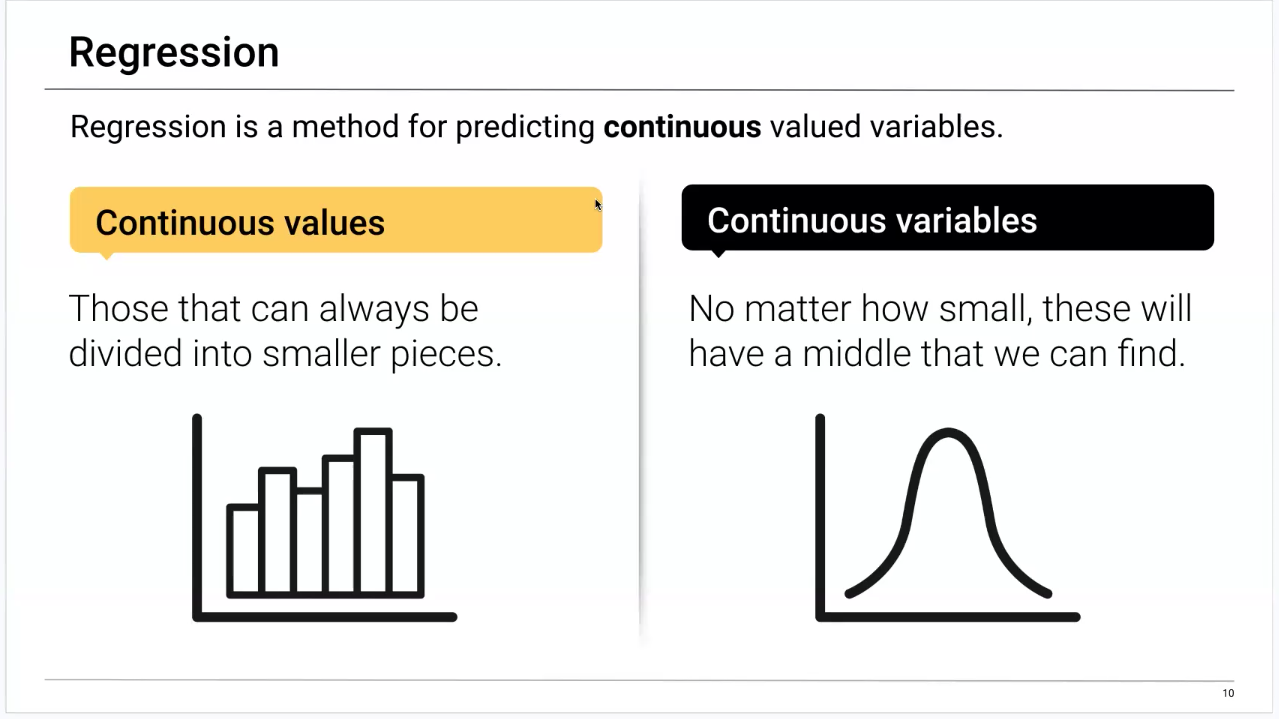 Regression
Regression is a method for predicting continuous valued variables.
Continuous values
Those that can always be
divided into smaller pieces.
Continuous variables
No matter how small, these will
have a middle that we can find.
10